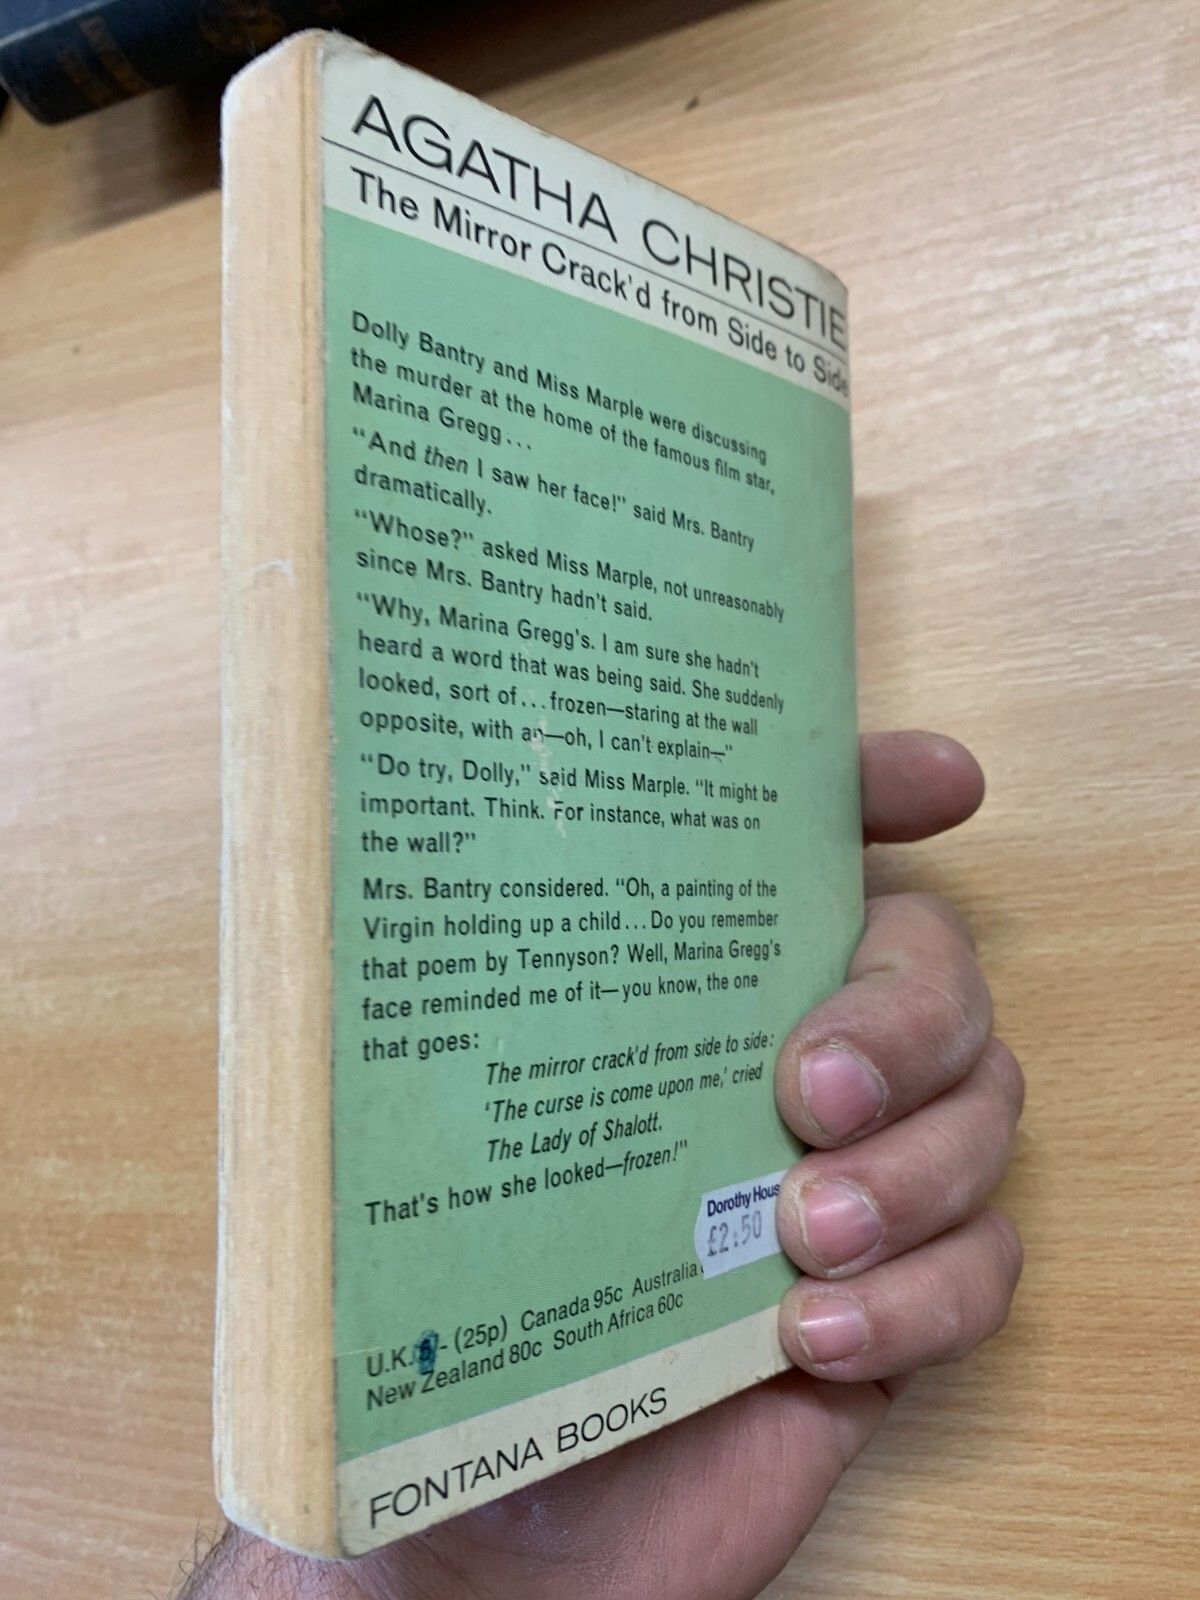 AGATHA CHRISTIE
The Mirror Crack'd from Side to Side
Dolly Bantry and Miss Marple were discussing
the murder at the home of the famous film star,
Marina Gregg...
"And then I saw her face!" said Mrs. Bantry
dramatically.
"Whose?" asked Miss Marple, not unreasonably
since Mrs. Bantry hadn't said.
"Why, Marina Gregg's. I am sure she hadn't
heard a word that was being said. She suddenly
looked, sort of...frozen—staring at the wall
opposite, with an—oh, I can't explain—"
"Do try, Dolly," said Miss Marple. "It might be
important. Think. For instance, what was on
the wall?"
Mrs. Bantry considered. "Oh, a painting of the
Virgin holding up a child...Do you remember
that poem by Tennyson? Well, Marina Gregg's
face reminded me of it—you know, the one
that goes:
The mirror crack'd from side to side:
'The curse is come upon me,' cried
The Lady of Shalott.
That's how she looked—frozen!"
Dorothy Hous
£2.50
U.K. 5/- (25p) Canada 95c Australia
New Zealand 80c South Africa 60c
FONTANA BOOKS